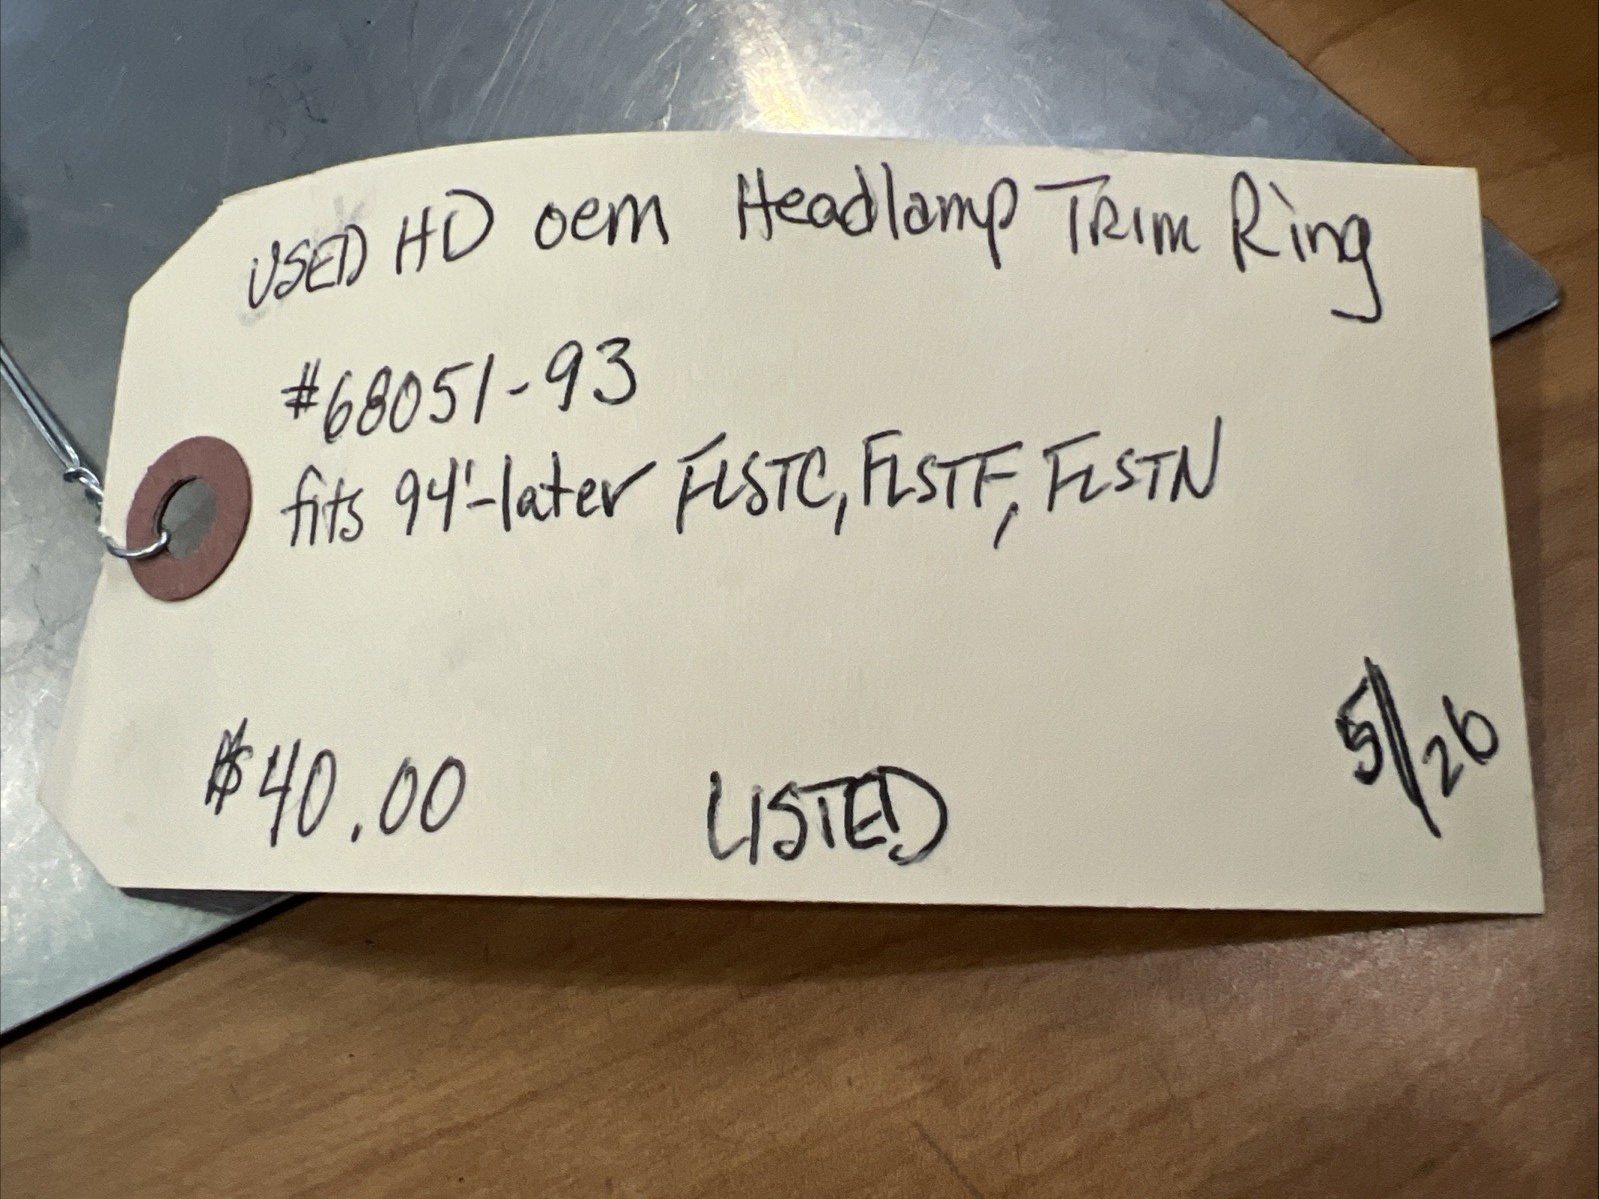 USED HD oem Headlamp TRIM Ring
#68051-93
fits 94'-later FLSTC, FLSTF, FLSTN
$40.00 LISTED 5/26